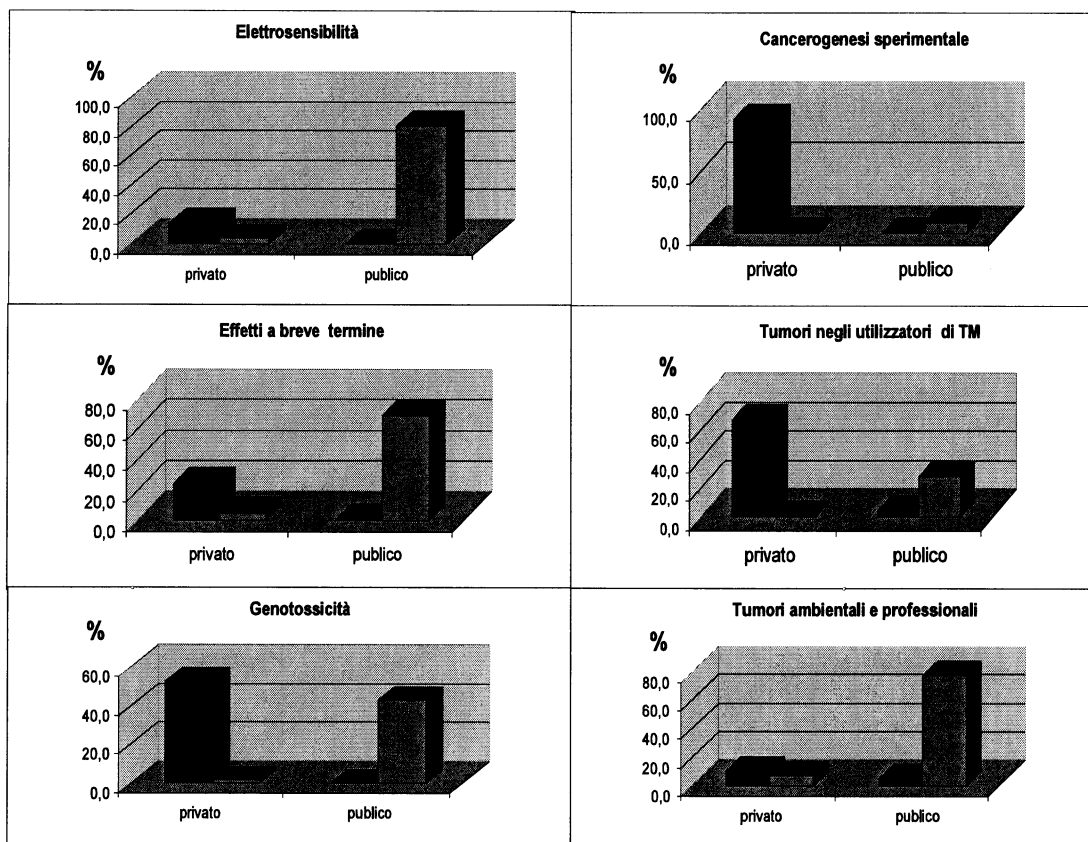 Elettrosensibilità
%
100,0
80,0
60,0
40,0
20,0
0,0
privato publico
Cancerogenesi sperimentale
%
100,0
50,0
0,0
privato publico
Effetti a breve termine
%
80,0
60,0
40,0
20,0
0,0
privato publico
Tumori negli utilizzatori di TM
%
80,0
60,0
40,0
20,0
0,0
privato publico
Genotossicità
%
60,0
40,0
20,0
0,0
privato publico
Tumori ambientali e professionali
%
80,0
60,0
40,0
20,0
0,0
privato publico